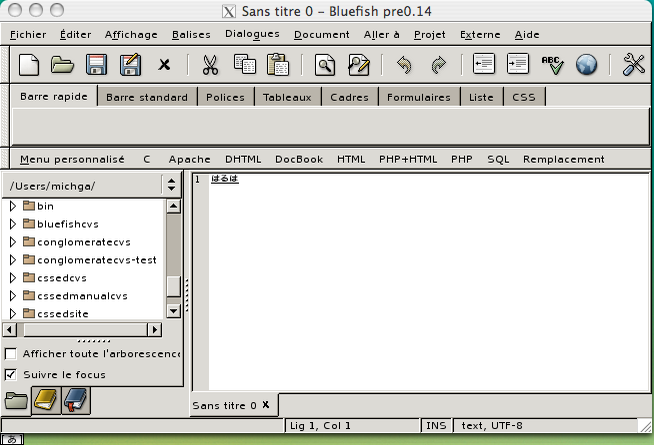 Sans titre 0 – Bluefish pre0.14
Fichier Éditer Affichage Balises Dialogues Document Aller à Projet Externe Aide
ABC
Barre rapide Barre standard Polices Tableaux Cadres Formulaires Liste CSS
Menu personnalisé C Apache DHTML DocBook HTML PHP+HTML PHP SQL Remplacement
/Users/michga/
bin
bluefishcvs
conglomeratecvs
conglomeratecvs-test
cssedcvs
cssedmanualcvs
cssedsite
Afficher toute l'arborescenc
Suivre le focus
1 はるは
Sans titre 0 X
Lig 1, Col 1 INS text, UTF-8
あ